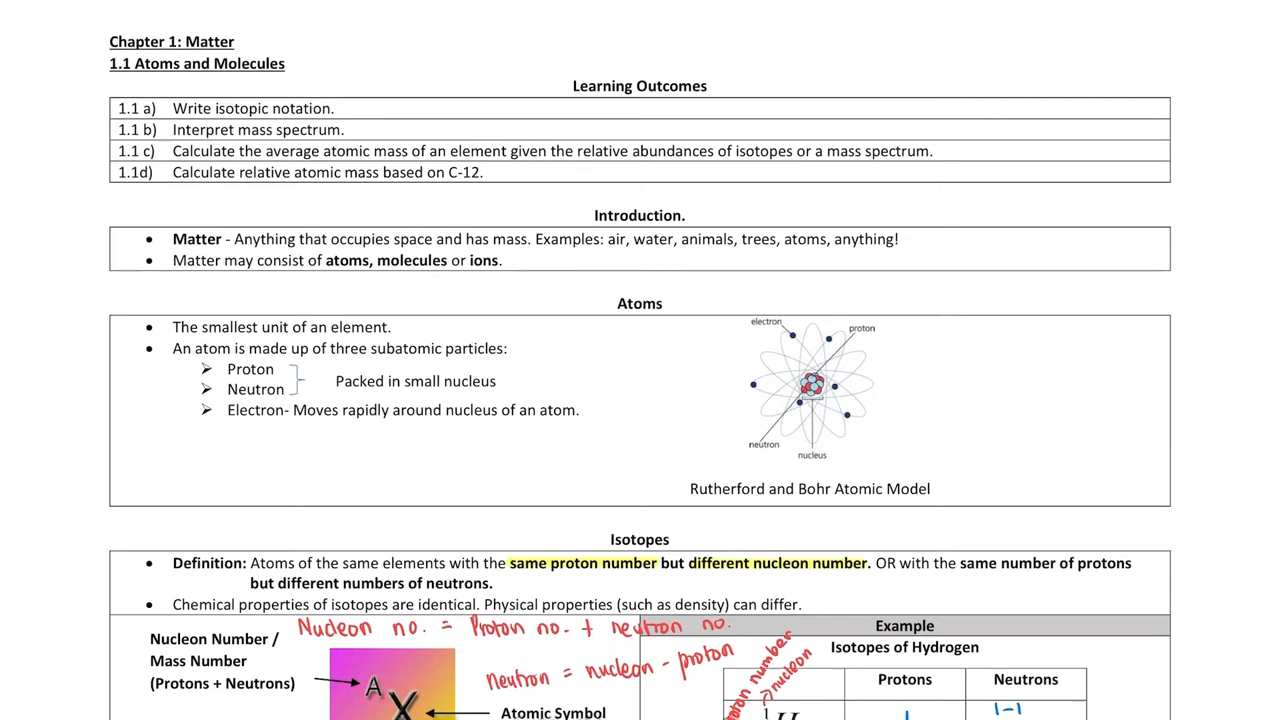 Chapter 1: Matter
1.1 Atoms and Molecules
Learning Outcomes
1.1 a) Write isotopic notation.
1.1 b) Interpret mass spectrum.
1.1 c) Calculate the average atomic mass of an element given the relative abundances of isotopes or a mass spectrum.
1.1d) Calculate relative atomic mass based on C-12.
Introduction.
• Matter - Anything that occupies space and has mass. Examples: air, water, animals, trees, atoms, anything!
• Matter may consist of atoms, molecules or ions.
Atoms
• The smallest unit of an element.
• An atom is made up of three subatomic particles:
➢ Proton
➢ Neutron
Packed in small nucleus
➢ Electron- Moves rapidly around nucleus of an atom.
electron
proton
neutron
nucleus
Rutherford and Bohr Atomic Model
Isotopes
• Definition: Atoms of the same elements with the same proton number but different nucleon number. OR with the same number of protons
but different numbers of neutrons.
• Chemical properties of isotopes are identical. Physical properties (such as density) can differ.
Nucleon no. = Proton no. + neutron no.
neutron = nucleon - proton
Nucleon Number /
Mass Number
(Protons + Neutrons)
A
X
Atomic Symbol
Example
Isotopes of Hydrogen
Protons Neutrons
proton number
nucleon
1 H
1
1-1